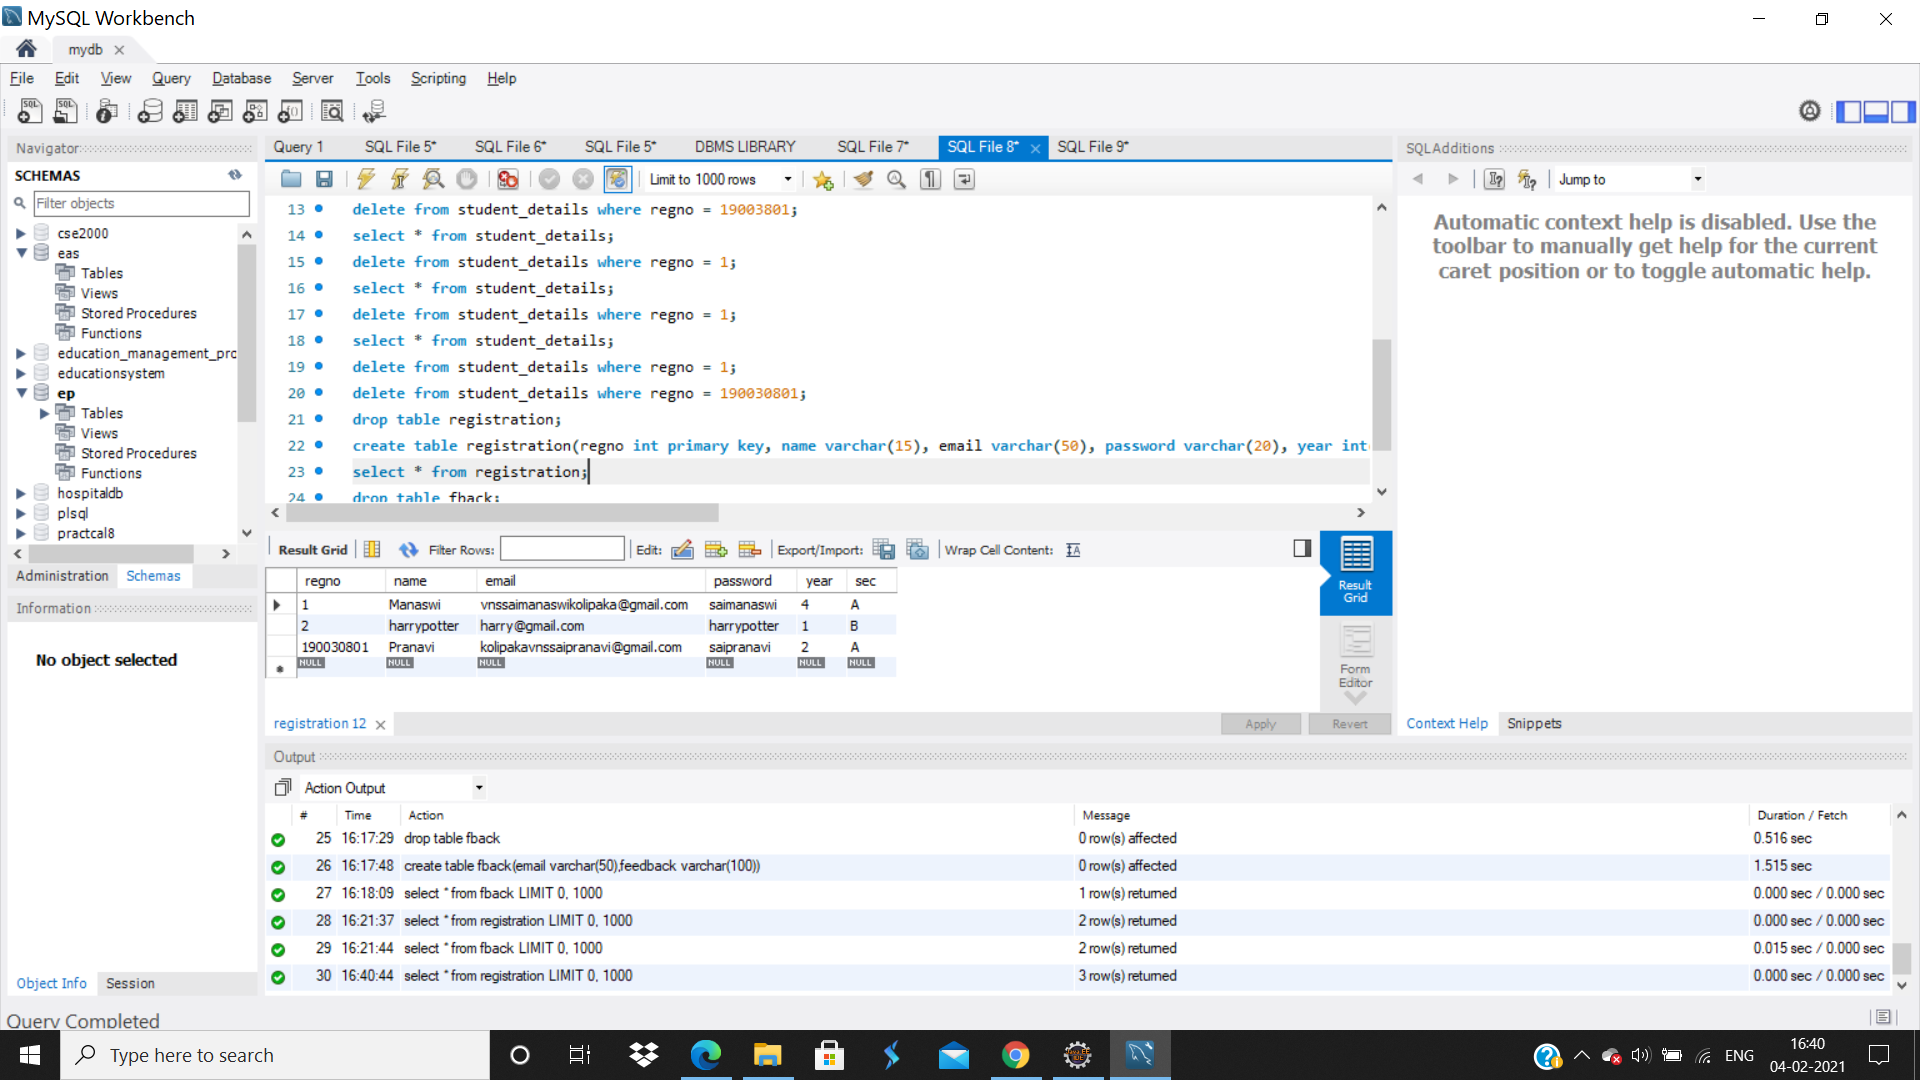 MySQL Workbench
mydb
File Edit View Query Database Server Tools Scripting Help
Navigator
SCHEMAS
Filter objects
cse2000
eas
Tables
Views
Stored Procedures
Functions
education_management_pro
educationsystem
ep
Tables
Views
Stored Procedures
Functions
hospitaldb
plsql
practcal8
Administration Schemas
Information
No object selected
Object Info Session
Query 1 SQL File 5* SQL File 6* SQL File 5* DBMS LIBRARY SQL File 7* SQL File 8* SQL File 9*
Limit to 1000 rows
13 delete from student_details where regno = 19003801;
14 select * from student_details;
15 delete from student_details where regno = 1;
16 select * from student_details;
17 delete from student_details where regno = 1;
18 select * from student_details;
19 delete from student_details where regno = 1;
20 delete from student_details where regno = 190030801;
21 drop table registration;
22 create table registration(regno int primary key, name varchar(15), email varchar(50), password varchar(20), year int
23 select * from registration;
24 drop table fback;
Result Grid Filter Rows: Edit: Export/Import: Wrap Cell Content:
regno name email password year sec
1 Manaswi vnssaimanaswikolipaka@gmail.com saimanaswi 4 A
2 harrypotter harry@gmail.com harrypotter 1 B
190030801 Pranavi kolipakavnssaipranavi@gmail.com saipranavi 2 A
NULL NULL NULL NULL NULL NULL
Result Grid
Form Editor
registration 12
Apply Revert
SQLAdditions
Jump to
Automatic context help is disabled. Use the
toolbar to manually get help for the current
caret position or to toggle automatic help.
Context Help Snippets
Output
Action Output
# Time Action Message Duration / Fetch
25 16:17:29 drop table fback 0 row(s) affected 0.516 sec
26 16:17:48 create table fback(email varchar(50),feedback varchar(100)) 0 row(s) affected 1.515 sec
27 16:18:09 select * from fback LIMIT 0, 1000 1 row(s) returned 0.000 sec / 0.000 sec
28 16:21:37 select * from registration LIMIT 0, 1000 2 row(s) returned 0.000 sec / 0.000 sec
29 16:21:44 select * from fback LIMIT 0, 1000 2 row(s) returned 0.015 sec / 0.000 sec
30 16:40:44 select * from registration LIMIT 0, 1000 3 row(s) returned 0.000 sec / 0.000 sec
Query Completed
Type here to search
ENG
16:40
04-02-2021